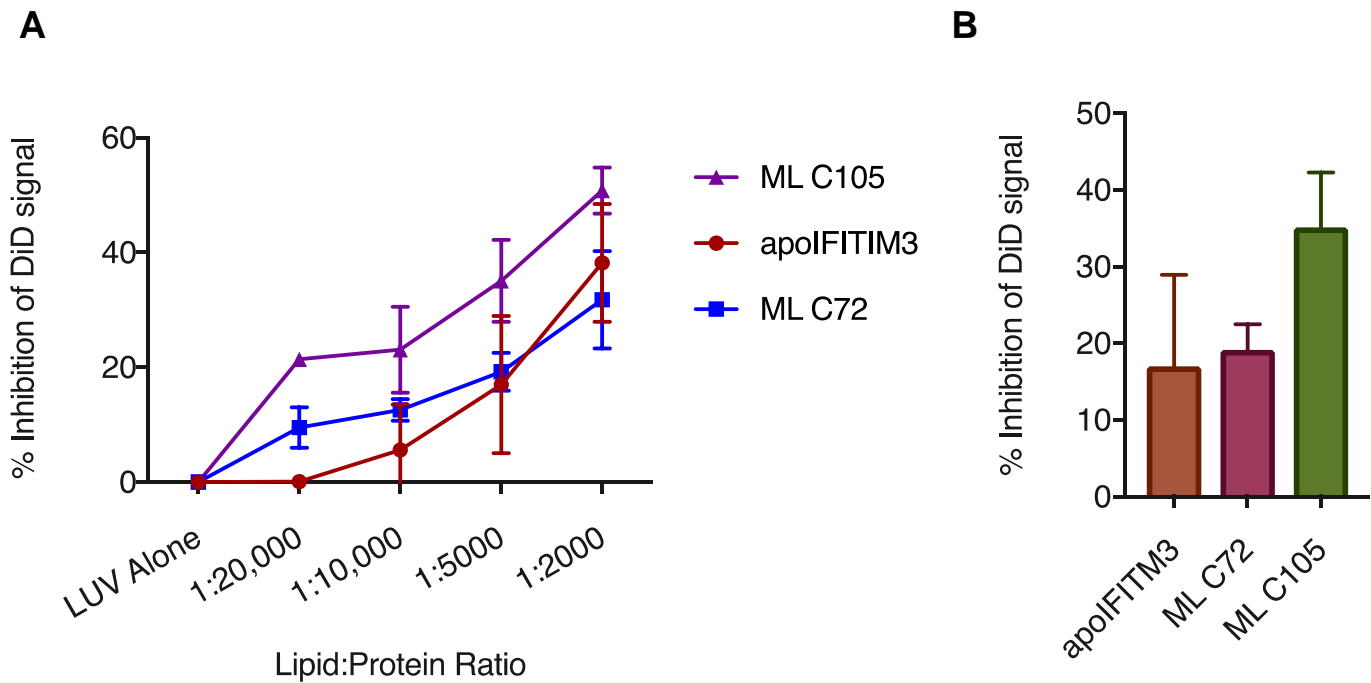 A
% Inhibition of DiD signal
60
40
20
0
LUV Alone
1:20,000
1:10,000
1:5000
1:2000
Lipid:Protein Ratio
ML C105
apoIFITIM3
ML C72
B
% Inhibition of DiD signal
50
40
30
20
10
0
apoIFITM3
ML C72
ML C105